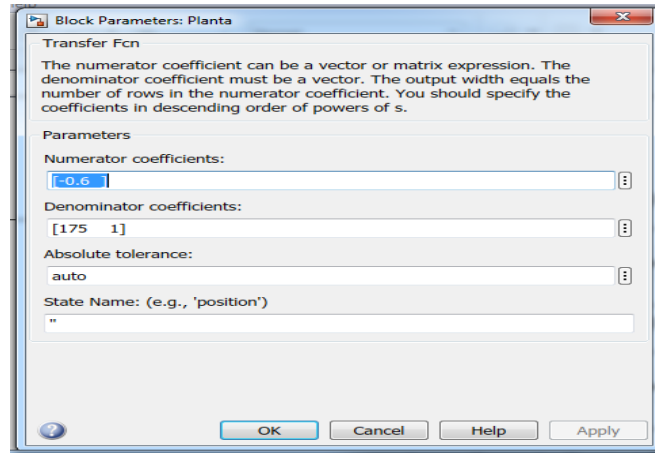 Block Parameters: Planta
Transfer Fcn
The numerator coefficient can be a vector or matrix expression. The
denominator coefficient must be a vector. The output width equals the
number of rows in the numerator coefficient. You should specify the
coefficients in descending order of powers of s.
Parameters
Numerator coefficients:
[-0.6 ]
Denominator coefficients:
[175 1]
Absolute tolerance:
auto
State Name: (e.g., 'position')
''
OK Cancel Help Apply